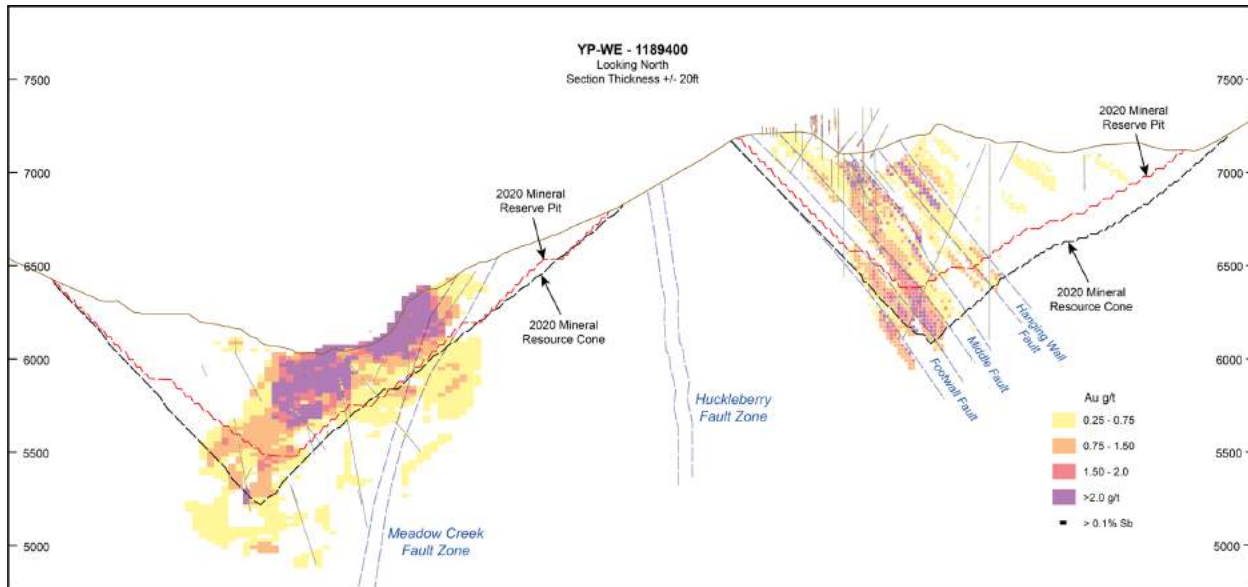 YP-WE - 1189400
Looking North
Section Thickness +/- 20ft
7500
7000
6500
6000
5500
5000
7500
7000
6500
6000
5500
5000
2020 Mineral
Reserve Pit
2020 Mineral
Resource Cone
2020 Mineral
Reserve Pit
2020 Mineral
Resource Cone
Meadow Creek
Fault Zone
Huckleberry
Fault Zone
Footwall Fault
Middle Fault
Hanging Wall
Fault
Au g/t
0.25 - 0.75
0.75 - 1.50
1.50 - 2.0
>2.0 g/t
> 0.1% Sb